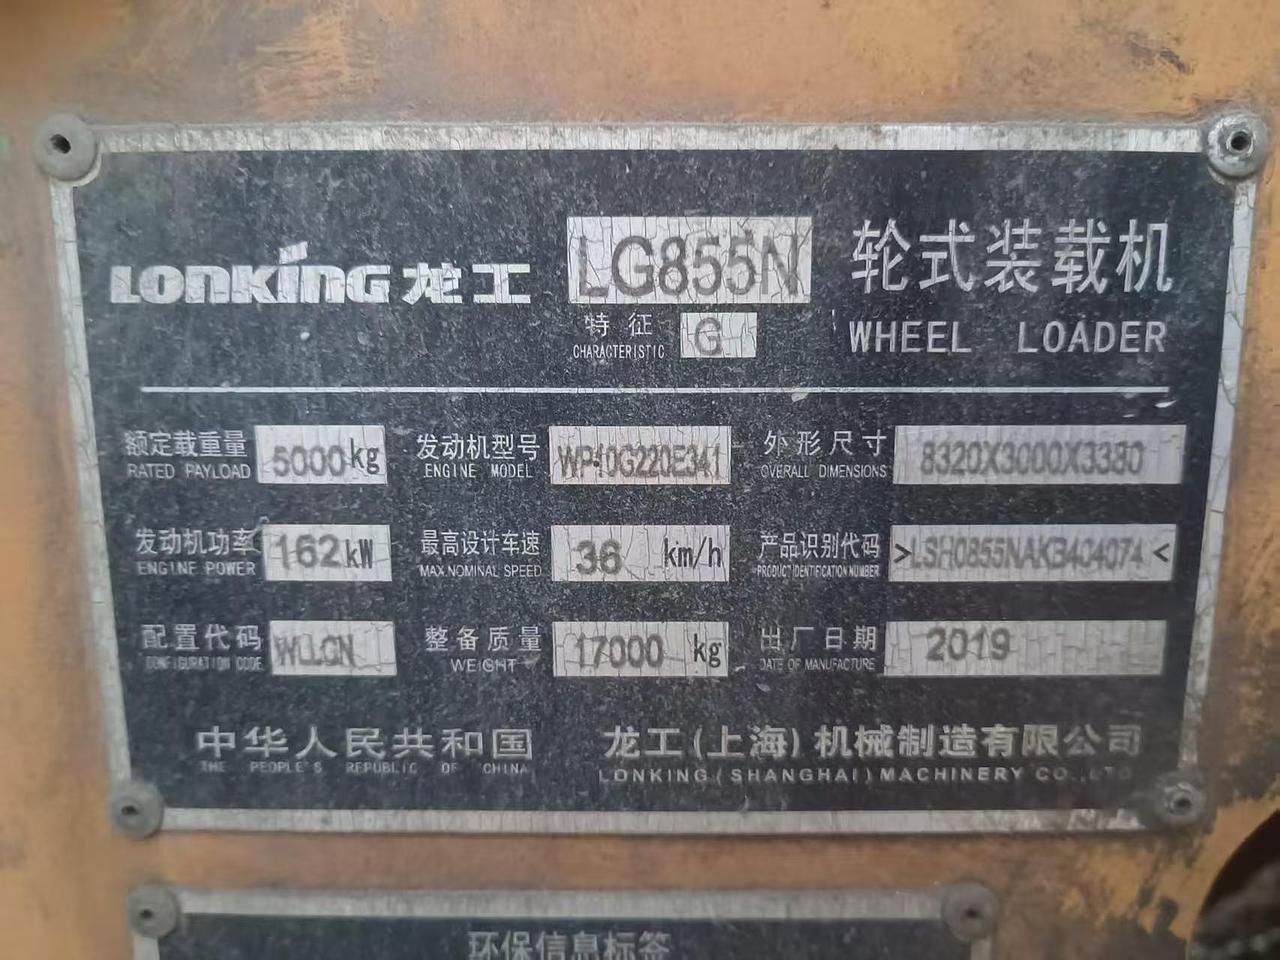 LONKING 龙工 LG855N 轮式装载机
特征 G
CHARACTERISTIC
WHEEL LOADER
额定载重量 5000kg 发动机型号 WP10G220E341 外形尺寸 8320X3000X3380
RATED PAYLOAD ENGINE MODEL OVERALL DIMENSIONS
发动机功率 162kW 最高设计车速 36 km/h 产品识别代码 >LSH0855NAKB404074<
ENGINE POWER MAX.NOMINAL SPEED PRODUCT IDENTIFICATION NUMBER
配置代码 整备质量 17000 kg 出厂日期 2019
CONFIGURATION CODE WEIGHT DATE OF MANUFACTURE
中华人民共和国 龙工(上海)机械制造有限公司
THE PEOPLE'S REPUBLIC OF CHINA LONKING (SHANGHAI) MACHINERY CO.,LTD
环保信息标签